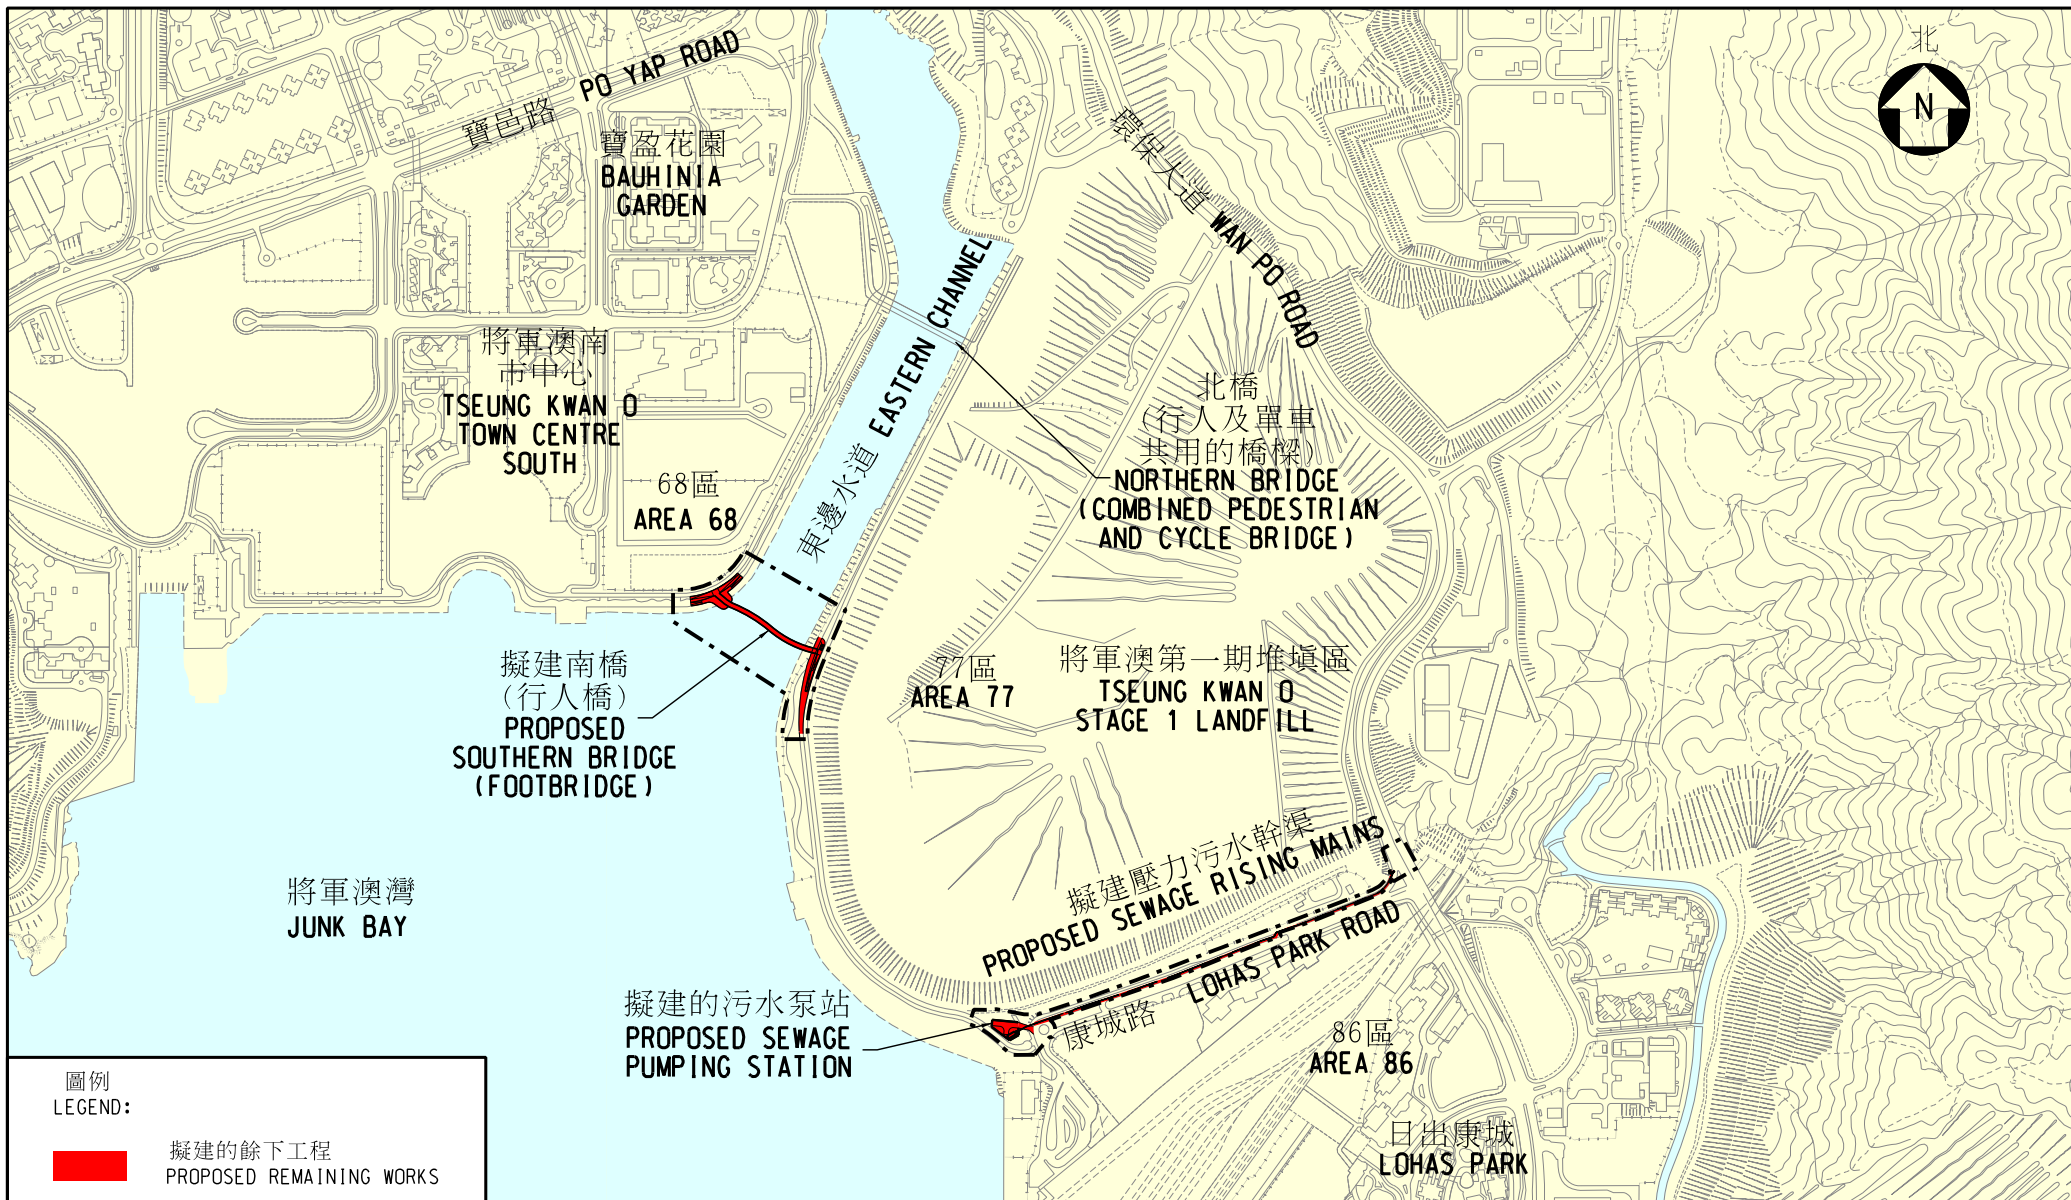 北
N
寶邑路 PO YAP ROAD
寶盈花園
BAUHINIA
GARDEN
環保大道 WAN PO ROAD
東邊水道 EASTERN CHANNEL
將軍澳南
市中心
TSEUNG KWAN O
TOWN CENTRE
SOUTH
68區
AREA 68
北橋
(行人及單車
共用的橋樑)
NORTHERN BRIDGE
(COMBINED PEDESTRIAN
AND CYCLE BRIDGE)
擬建南橋
(行人橋)
PROPOSED
SOUTHERN BRIDGE
(FOOTBRIDGE)
77區
AREA 77
將軍澳第一期堆填區
TSEUNG KWAN O
STAGE 1 LANDFILL
將軍澳灣
JUNK BAY
擬建壓力污水幹渠
PROPOSED SEWAGE RISING MAINS
康城路 LOHAS PARK ROAD
擬建的污水泵站
PROPOSED SEWAGE
PUMPING STATION
86區
AREA 86
日出康城
LOHAS PARK
圖例
LEGEND:
擬建的餘下工程
PROPOSED REMAINING WORKS